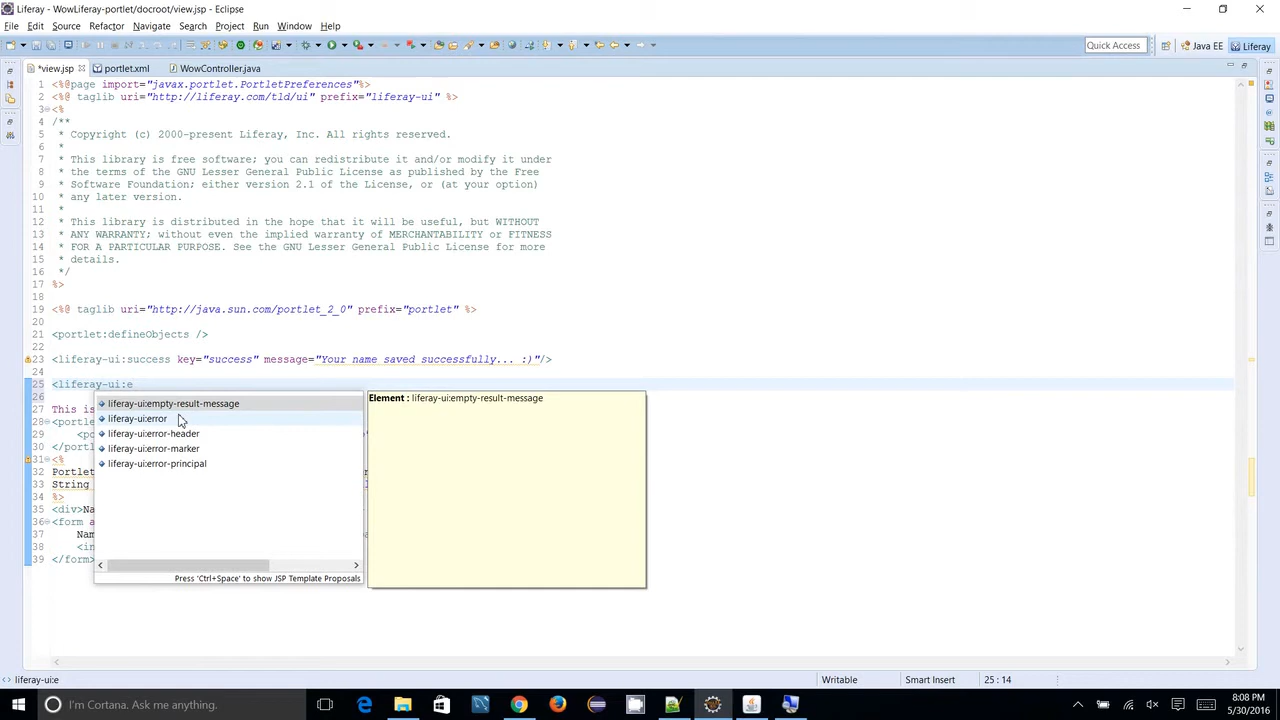 Liferay - WowLiferay-portlet/docroot/view.jsp - Eclipse
File Edit Source Refactor Navigate Search Project Run Window Help
Quick Access Java EE Liferay
*view.jsp portlet.xml WowController.java
1 <%@page import="javax.portlet.PortletPreferences"%>
2 <%@ taglib uri="http://liferay.com/tld/ui" prefix="liferay-ui" %>
3 <%
4 /**
5 * Copyright (c) 2000-present Liferay, Inc. All rights reserved.
6 *
7 * This library is free software; you can redistribute it and/or modify it under
8 * the terms of the GNU Lesser General Public License as published by the Free
9 * Software Foundation; either version 2.1 of the License, or (at your option)
10 * any later version.
11 *
12 * This library is distributed in the hope that it will be useful, but WITHOUT
13 * ANY WARRANTY; without even the implied warranty of MERCHANTABILITY or FITNESS
14 * FOR A PARTICULAR PURPOSE. See the GNU Lesser General Public License for more
15 * details.
16 */
17 %>
18
19 <%@ taglib uri="http://java.sun.com/portlet_2_0" prefix="portlet" %>
20
21 <portlet:defineObjects />
22
23 <liferay-ui:success key="success" message="Your name saved successfully... :)"/>
24
25 <liferay-ui:e
26
liferay-ui:empty-result-message
Element : liferay-ui:empty-result-message
27 This is
liferay-ui:error
28 <portle
29 <po
liferay-ui:error-header
30 </portl
liferay-ui:error-marker
31 <%
liferay-ui:error-principal
32 Portlet
33 String
34 %>
35 <div>Na
36 <form a
37 Nam
38 <in
39 </form>
Press 'Ctrl+Space' to show JSP Template Proposals
liferay-ui:e Writable Smart Insert 25 : 14
I'm Cortana. Ask me anything.
8:08 PM
5/30/2016